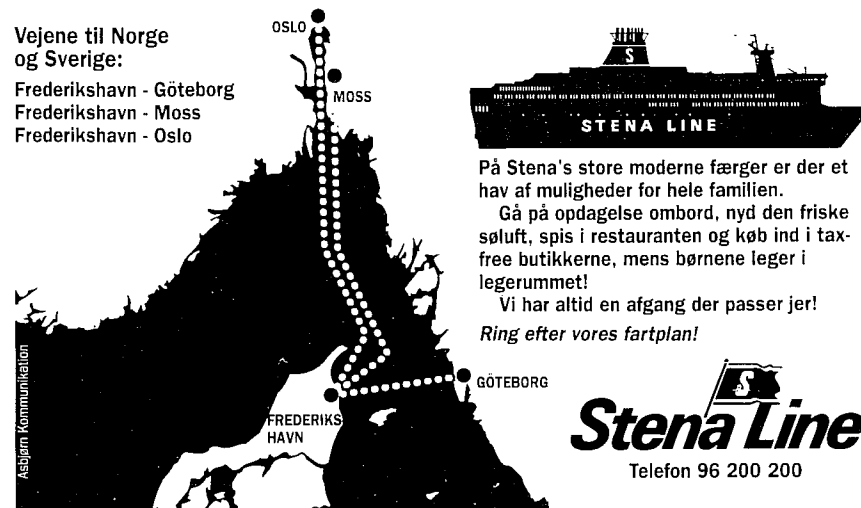 Vejene til Norge
og Sverige:
Frederikshavn - Göteborg
Frederikshavn - Moss
Frederikshavn - Oslo
OSLO
MOSS
GÖTEBORG
FREDERIKS
HAVN
Asbjørn Kommunikation
S
STENA LINE
På Stena's store moderne færger er der et
hav af muligheder for hele familien.
Gå på opdagelse ombord, nyd den friske
søluft, spis i restauranten og køb ind i tax-
free butikkerne, mens børnene leger i
legerummet!
Vi har altid en afgang der passer jer!
Ring efter vores fartplan!
S
Stena Line
Telefon 96 200 200